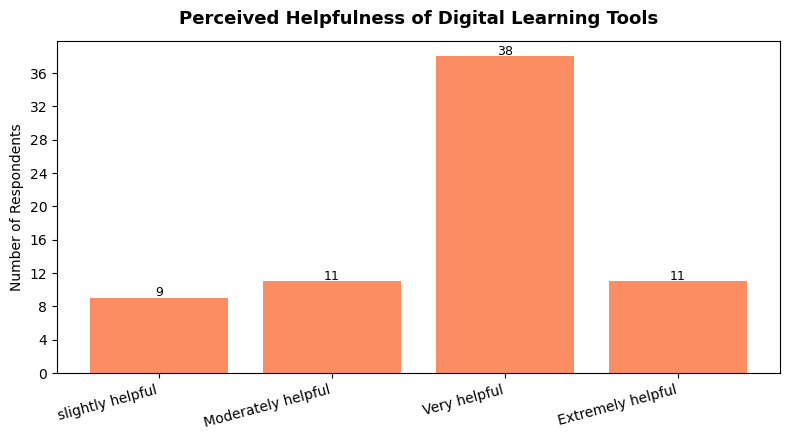 Perceived Helpfulness of Digital Learning Tools
Number of Respondents
36
32
28
24
20
16
12
8
4
0
9
11
38
11
slightly helpful
Moderately helpful
Very helpful
Extremely helpful